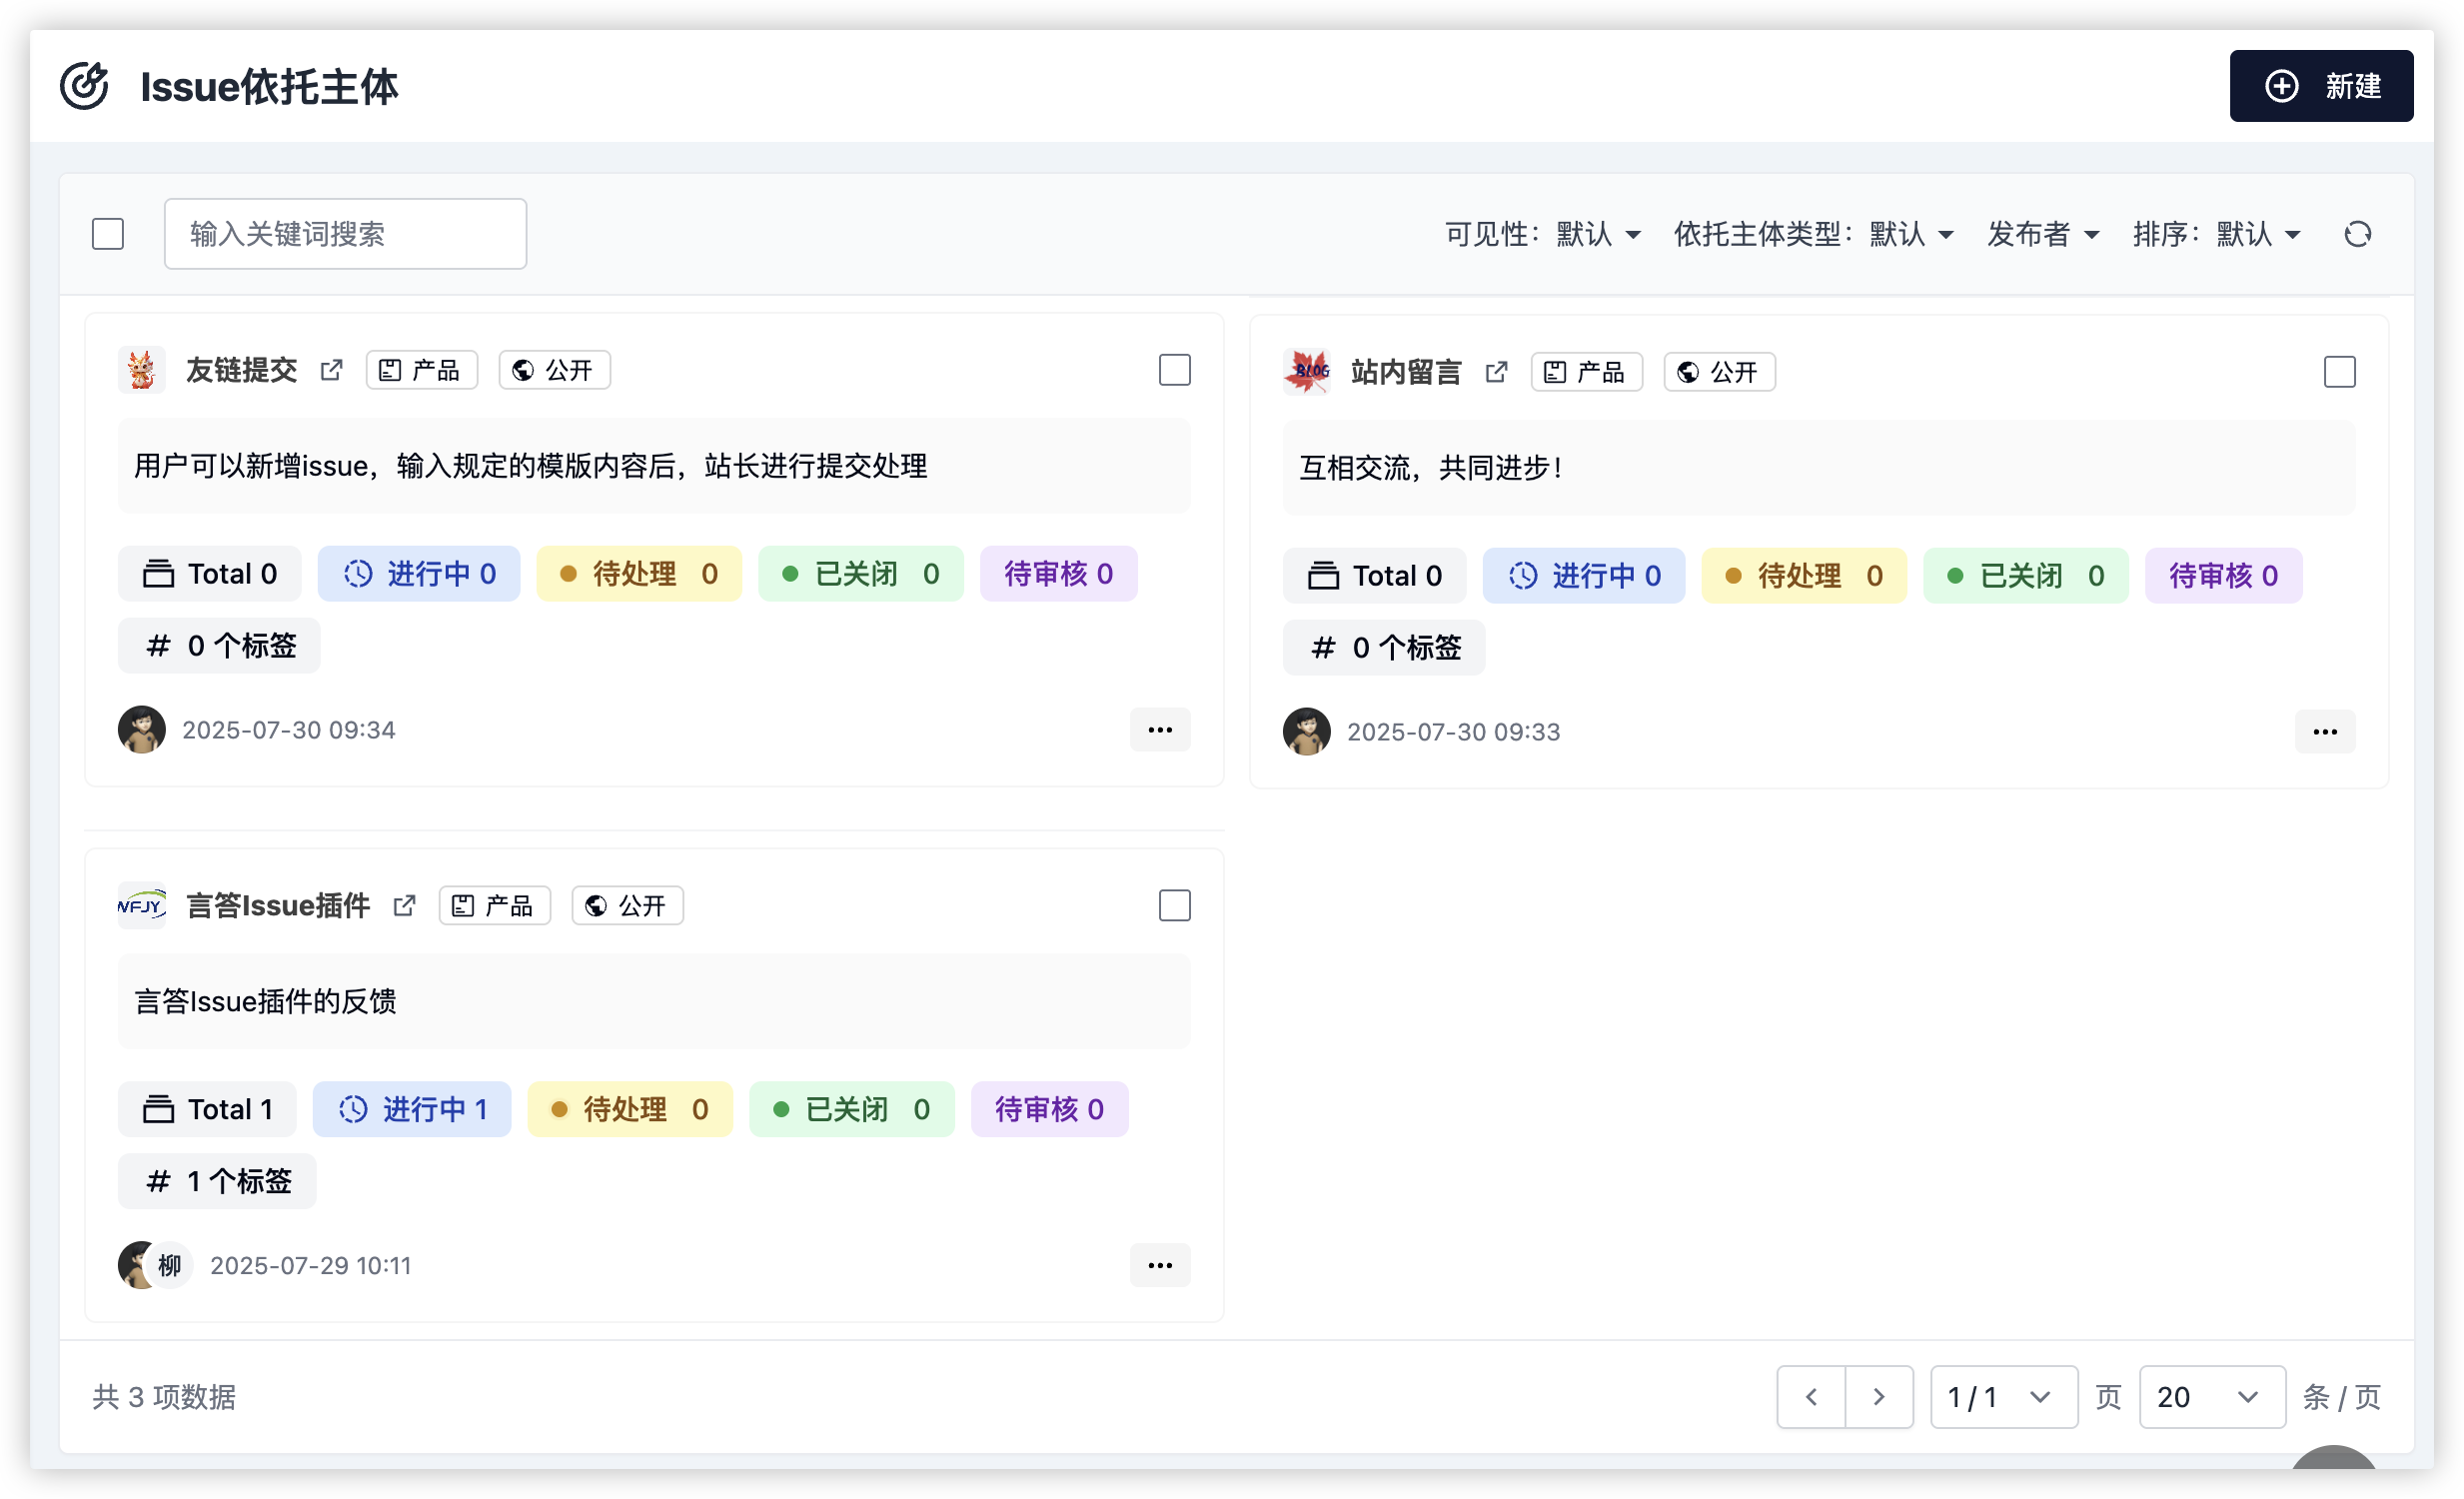 Issue依托主体
新建
输入关键词搜索
可见性：默认 依托主体类型：默认 发布者 排序：默认
友链提交 产品 公开
用户可以新增issue，输入规定的模版内容后，站长进行提交处理
Total 0 进行中 0 待处理 0 已关闭 0 待审核 0
# 0 个标签
2025-07-30 09:34
BLOG
站内留言 产品 公开
互相交流，共同进步！
Total 0 进行中 0 待处理 0 已关闭 0 待审核 0
# 0 个标签
2025-07-30 09:33
WFJY
言答Issue插件 产品 公开
言答Issue插件的反馈
Total 1 进行中 1 待处理 0 已关闭 0 待审核 0
# 1 个标签
柳 2025-07-29 10:11
共 3 项数据
1 / 1 页 20 条 / 页